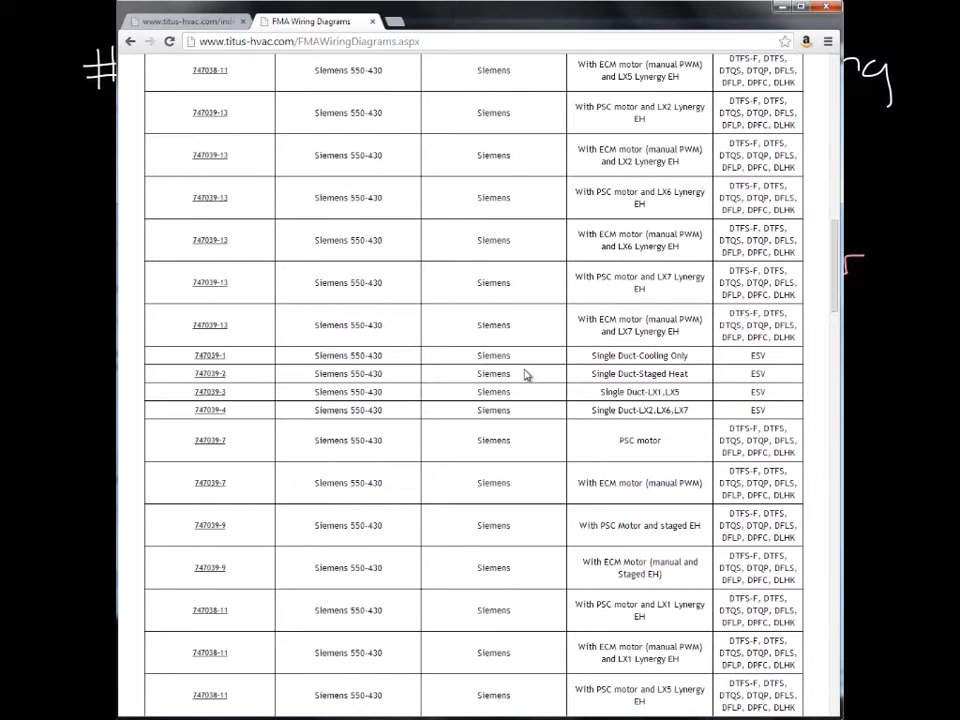 www.titus-hvac.com/inde
FMA Wiring Diagrams
www.titus-hvac.com/FMAWiringDiagrams.aspx
#
ng
r
747038-11 Siemens 550-430 Siemens With ECM motor (manual PWM) and LX5 Lynergy EH DTFS-F, DTFS, DTQS, DTQP, DFLS, DFLP, DPFC, DLHK
747039-13 Siemens 550-430 Siemens With PSC motor and LX2 Lynergy EH DTFS-F, DTFS, DTQS, DTQP, DFLS, DFLP, DPFC, DLHK
747039-13 Siemens 550-430 Siemens With ECM motor (manual PWM) and LX2 Lynergy EH DTFS-F, DTFS, DTQS, DTQP, DFLS, DFLP, DPFC, DLHK
747039-13 Siemens 550-430 Siemens With PSC motor and LX6 Lynergy EH DTFS-F, DTFS, DTQS, DTQP, DFLS, DFLP, DPFC, DLHK
747039-13 Siemens 550-430 Siemens With ECM motor (manual PWM) and LX6 Lynergy EH DTFS-F, DTFS, DTQS, DTQP, DFLS, DFLP, DPFC, DLHK
747039-13 Siemens 550-430 Siemens With PSC motor and LX7 Lynergy EH DTFS-F, DTFS, DTQS, DTQP, DFLS, DFLP, DPFC, DLHK
747039-13 Siemens 550-430 Siemens With ECM motor (manual PWM) and LX7 Lynergy EH DTFS-F, DTFS, DTQS, DTQP, DFLS, DFLP, DPFC, DLHK
747039-1 Siemens 550-430 Siemens Single Duct-Cooling Only ESV
747039-2 Siemens 550-430 Siemens Single Duct-Staged Heat ESV
747039-3 Siemens 550-430 Siemens Single Duct-LX1,LX5 ESV
747039-4 Siemens 550-430 Siemens Single Duct-LX2,LX6,LX7 ESV
747039-7 Siemens 550-430 Siemens PSC motor DTFS-F, DTFS, DTQS, DTQP, DFLS, DFLP, DPFC, DLHK
747039-7 Siemens 550-430 Siemens With ECM motor (manual PWM) DTFS-F, DTFS, DTQS, DTQP, DFLS, DFLP, DPFC, DLHK
747039-9 Siemens 550-430 Siemens With PSC Motor and staged EH DTFS-F, DTFS, DTQS, DTQP, DFLS, DFLP, DPFC, DLHK
747039-9 Siemens 550-430 Siemens With ECM Motor (manual and Staged EH) DTFS-F, DTFS, DTQS, DTQP, DFLS, DFLP, DPFC, DLHK
747038-11 Siemens 550-430 Siemens With PSC motor and LX1 Lynergy EH DTFS-F, DTFS, DTQS, DTQP, DFLS, DFLP, DPFC, DLHK
747038-11 Siemens 550-430 Siemens With ECM motor (manual PWM) and LX1 Lynergy EH DTFS-F, DTFS, DTQS, DTQP, DFLS, DFLP, DPFC, DLHK
747038-11 Siemens 550-430 Siemens With PSC motor and LX5 Lynergy EH DTFS-F, DTFS, DTQS, DTQP, DFLS, DFLP, DPFC, DLHK